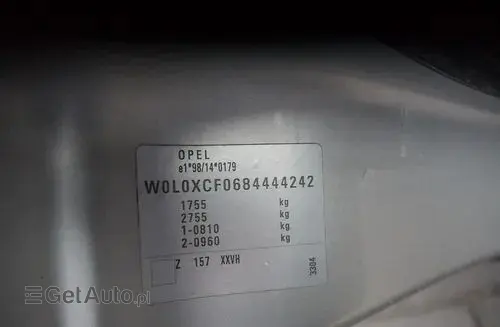 OPEL
e1*98/14*0179
W0L0XCF0684444242
1755 kg
2755 kg
1-0810 kg
2-0960 kg
Z 157 XXVH
3304
GetAuto.pl